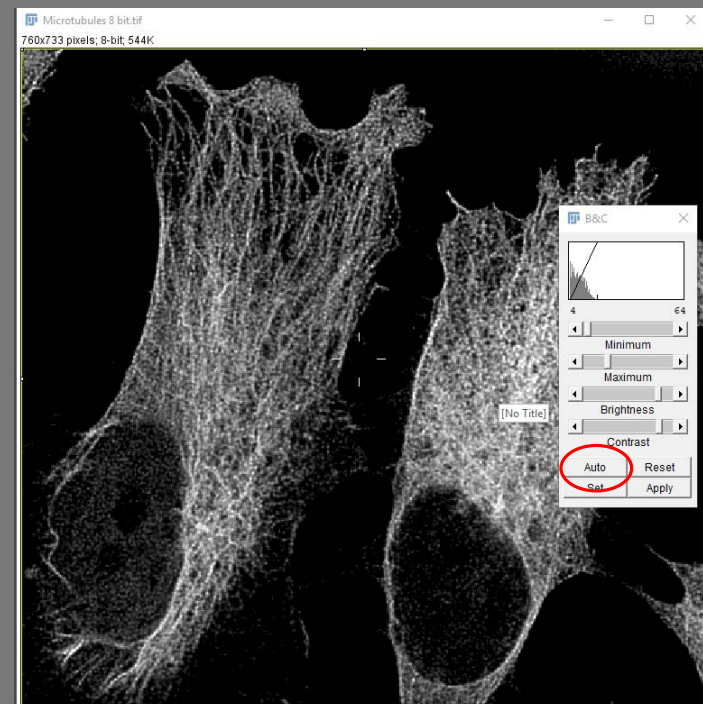 Microtubules 8 bit.tif
760x733 pixels; 8-bit; 544K
B&C
4 64
Minimum
Maximum
Brightness
[No Title]
Contrast
Auto Reset
Set Apply